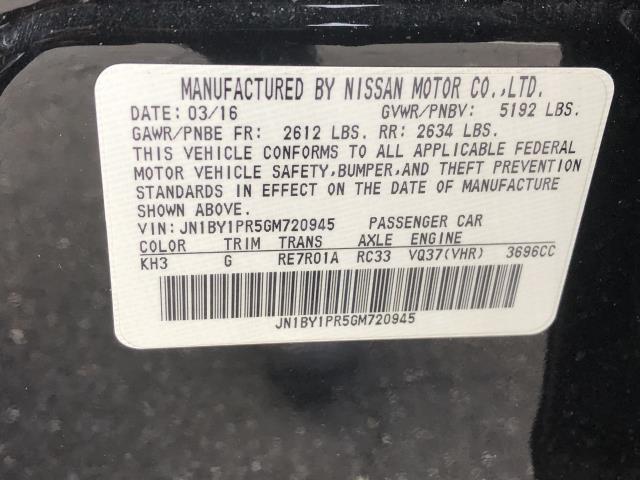 MANUFACTURED BY NISSAN MOTOR CO.,LTD.
DATE: 03/16 GVWR/PNBV: 5192 LBS.
GAWR/PNBE FR: 2612 LBS. RR: 2634 LBS.
THIS VEHICLE CONFORMS TO ALL APPLICABLE FEDERAL
MOTOR VEHICLE SAFETY,BUMPER,AND THEFT PREVENTION
STANDARDS IN EFFECT ON THE DATE OF MANUFACTURE
SHOWN ABOVE.
VIN: JN1BY1PR5GM720945 PASSENGER CAR
COLOR TRIM TRANS AXLE ENGINE
KH3 G RE7R01A RC33 VQ37(VHR) 3696CC
JN1BY1PR5GM720945